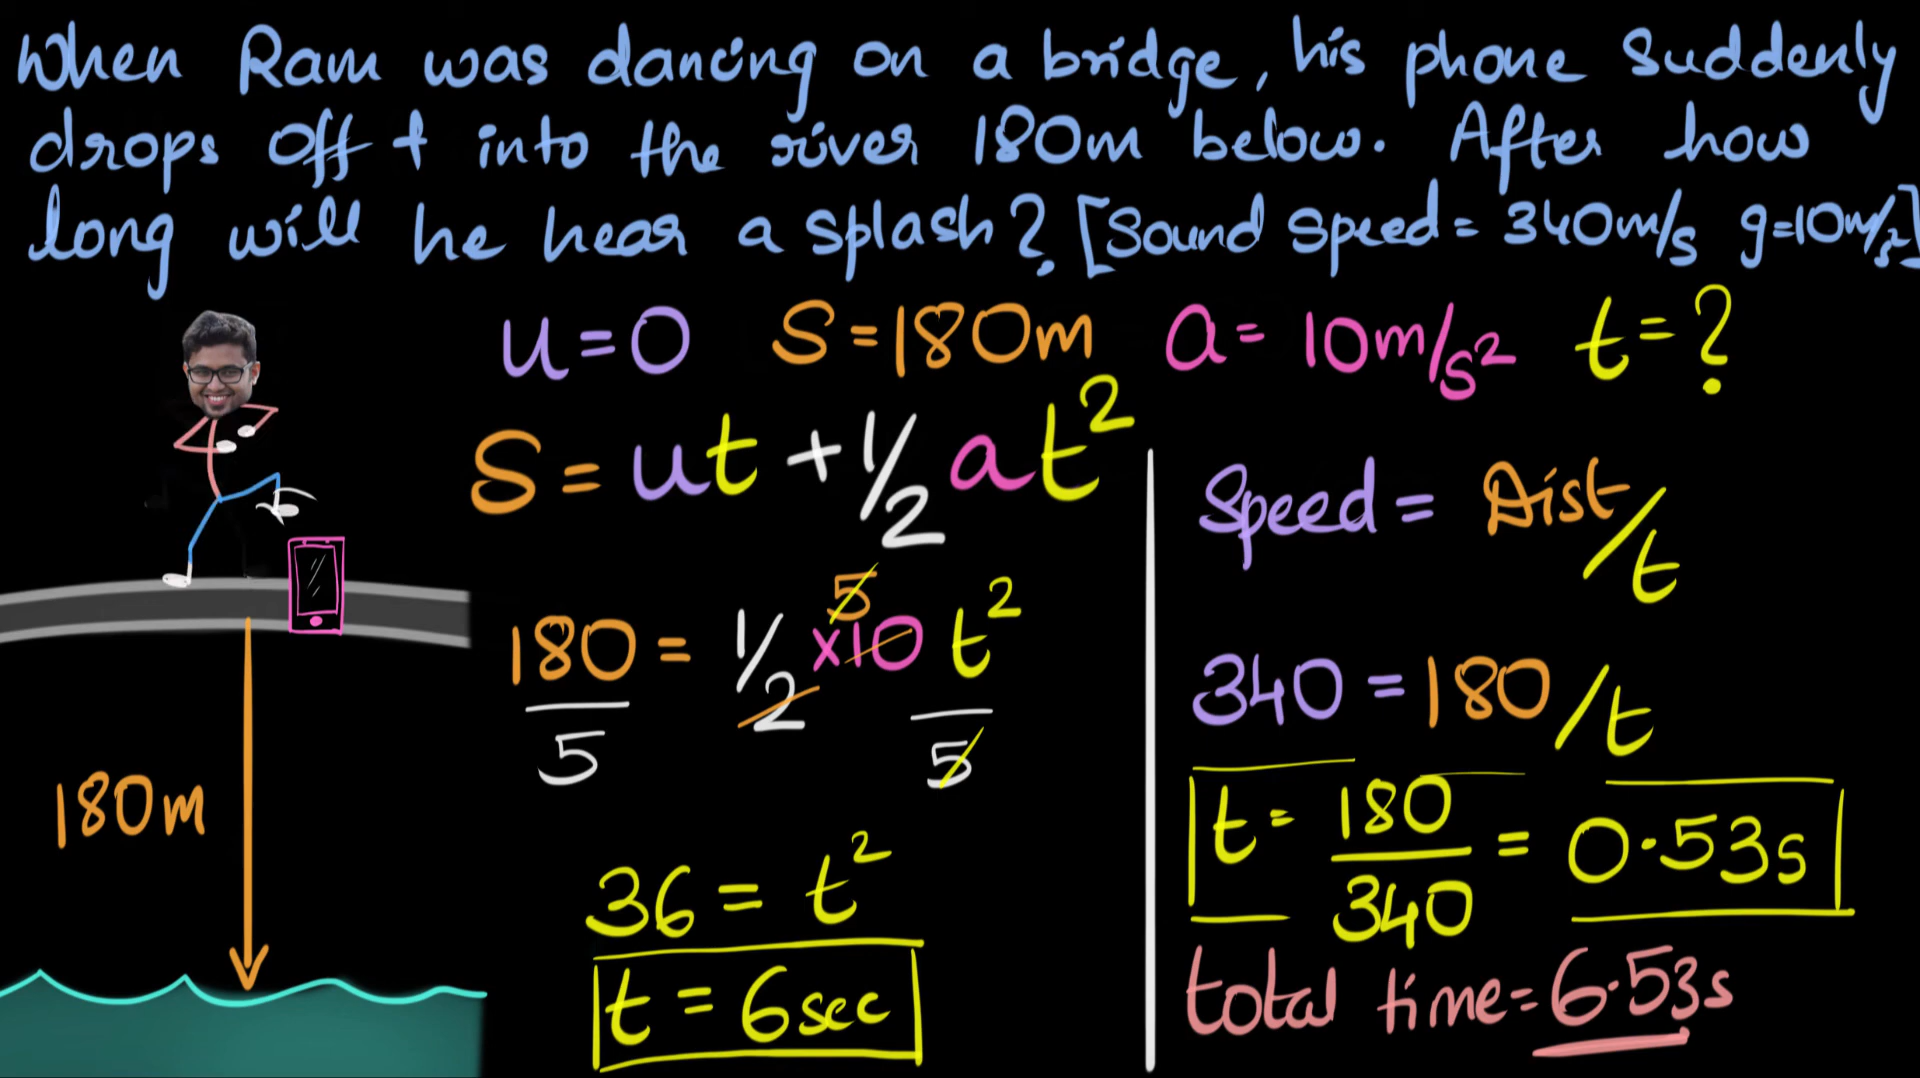 When Ram was dancing on a bridge, his phone suddenly
drops off & into the river 180m below. After how
long will he hear a splash? [Sound speed = 340m/s g=10m/s²]
u=0 S=180m a= 10m/s² t=?
S= ut +1/2 at²
180/5 = 1/2 ×10 5 t²/5
36 = t²
t = 6sec
180m
Speed = Dist/t
340 =180/t
t= 180/340 = 0.53s
total time=6.53s